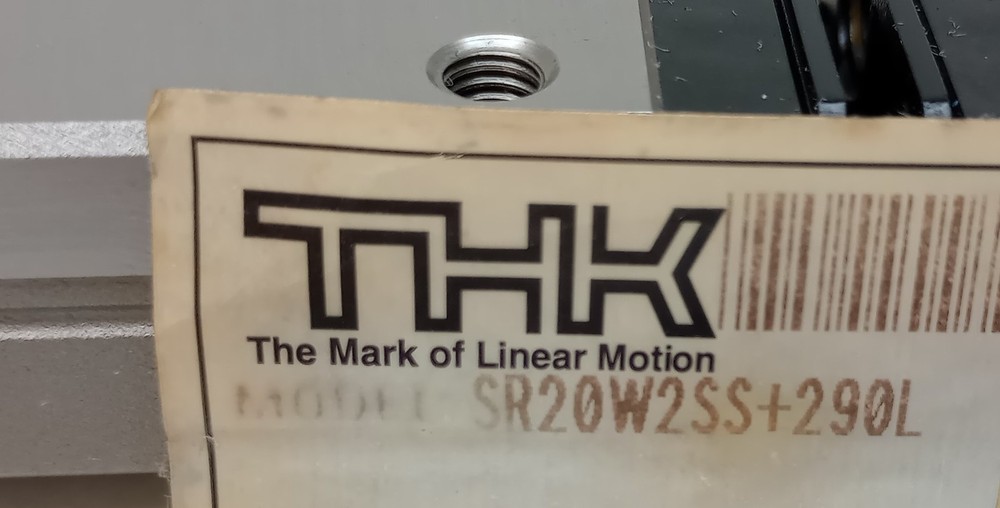 THK
The Mark of Linear Motion
MODEL SR20W2SS+290L